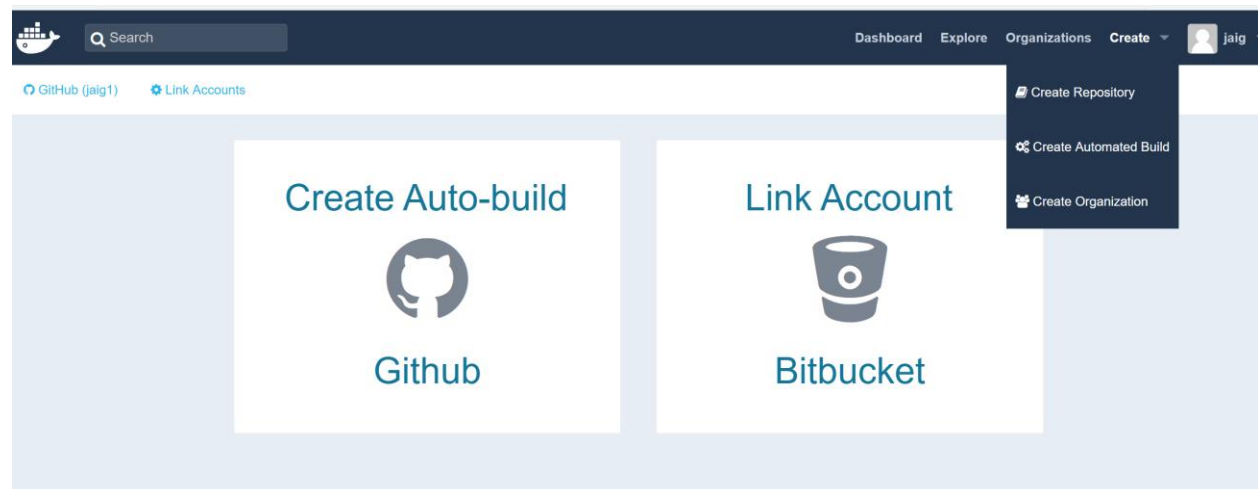 Search
Dashboard Explore Organizations Create jaig
GitHub (jaig1) Link Accounts
Create Repository
Create Automated Build
Create Organization
Create Auto-build
Github
Link Account
Bitbucket